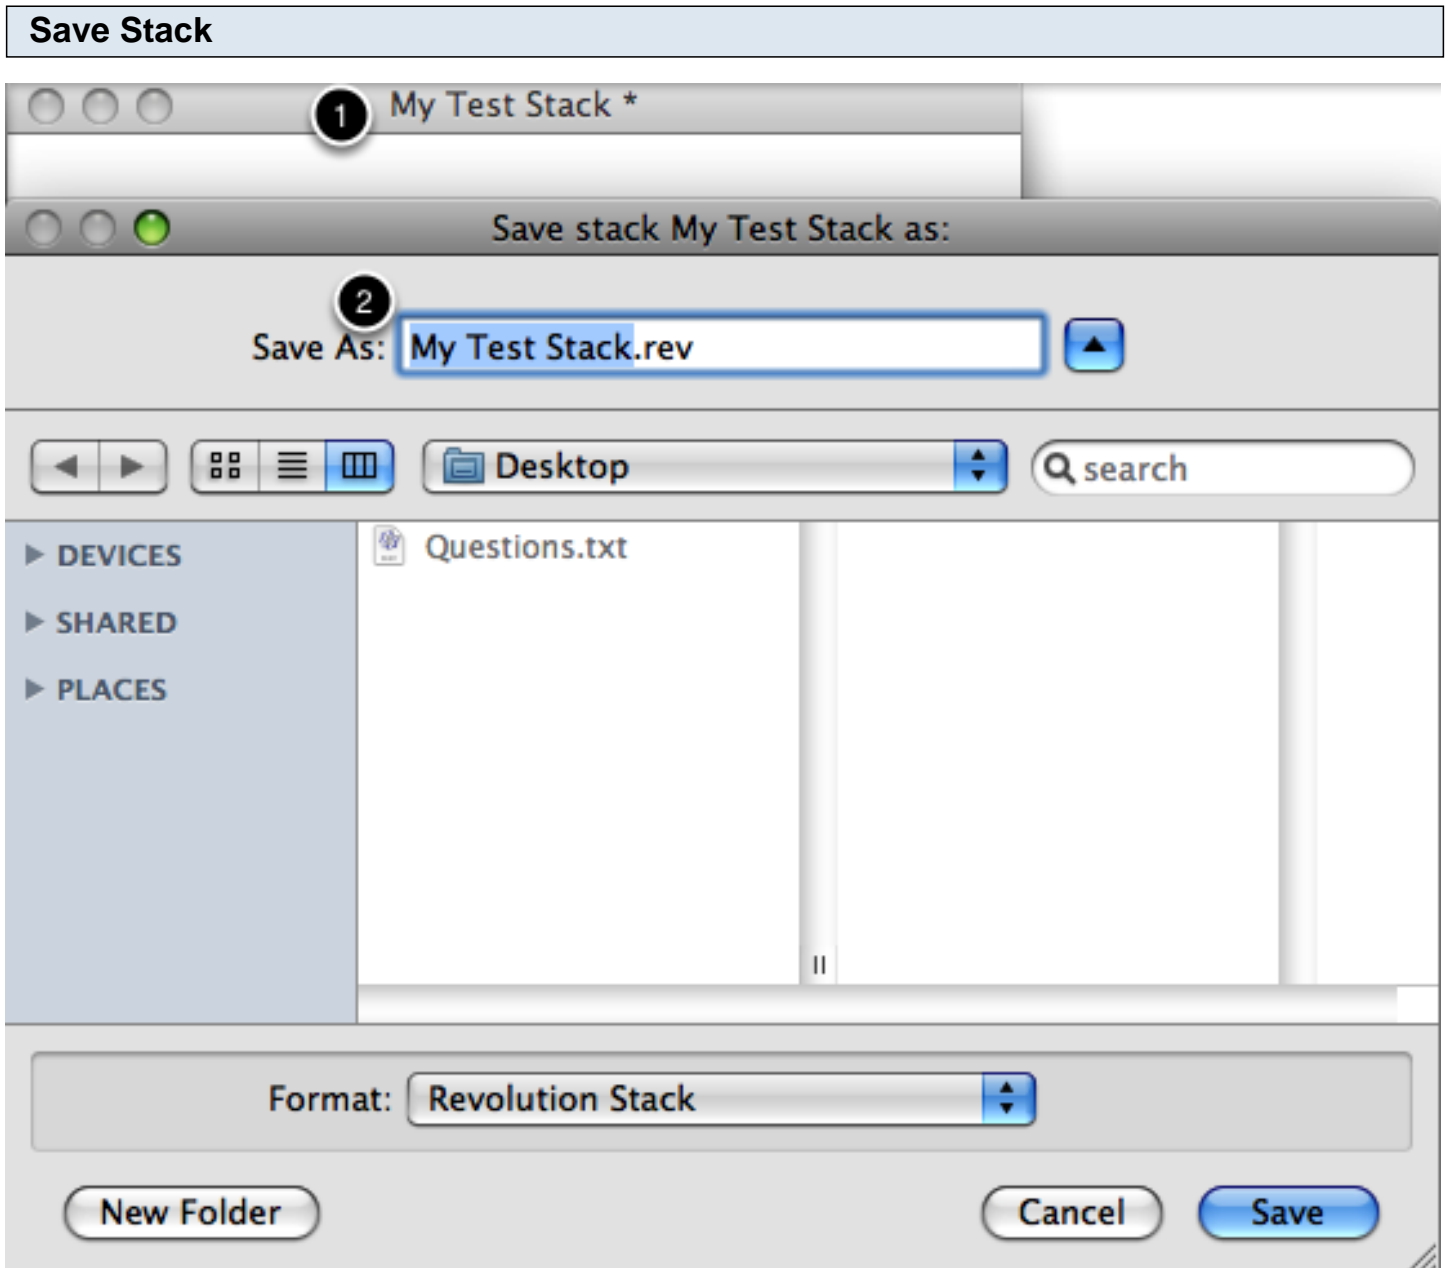 Save Stack
1 My Test Stack *
Save stack My Test Stack as:
2
Save As: My Test Stack.rev
Desktop search
DEVICES Questions.txt
SHARED
PLACES
Format: Revolution Stack
New Folder Cancel Save